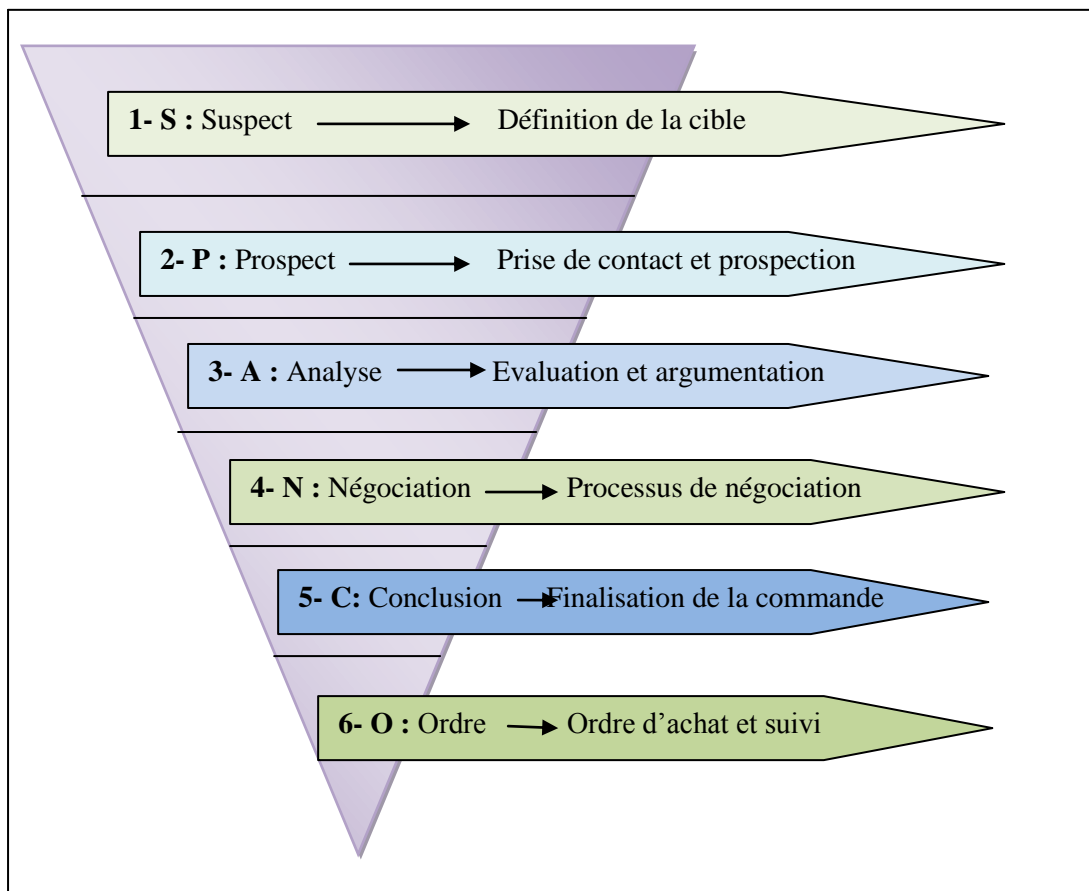 1- S : Suspect Définition de la cible
2- P : Prospect Prise de contact et prospection
3- A : Analyse Evaluation et argumentation
4- N : Négociation Processus de négociation
5- C: Conclusion Finalisation de la commande
6- O : Ordre Ordre d’achat et suivi